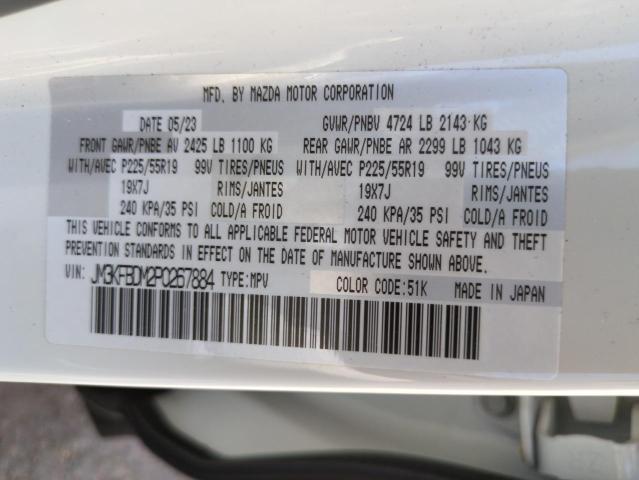 MFD. BY MAZDA MOTOR CORPORATION
DATE 05/23 GVWR/PNBV 4724 LB 2143 KG
FRONT GAWR/PNBE AV 2425 LB 1100 KG REAR GAWR/PNBE AR 2299 LB 1043 KG
WITH/AVEC P225/55R19 99V TIRES/PNEUS WITH/AVEC P225/55R19 99V TIRES/PNEUS
19X7J RIMS/JANTES 19X7J RIMS/JANTES
240 KPA/35 PSI COLD/A FROID 240 KPA/35 PSI COLD/A FROID
THIS VEHICLE CONFORMS TO ALL APPLICABLE FEDERAL MOTOR VEHICLE SAFETY AND THEFT
PREVENTION STANDARDS IN EFFECT ON THE DATE OF MANUFACTURE SHOWN ABOVE.
VIN: JM3KFBDM2P0257884 TYPE:MPV COLOR CODE:51K MADE IN JAPAN